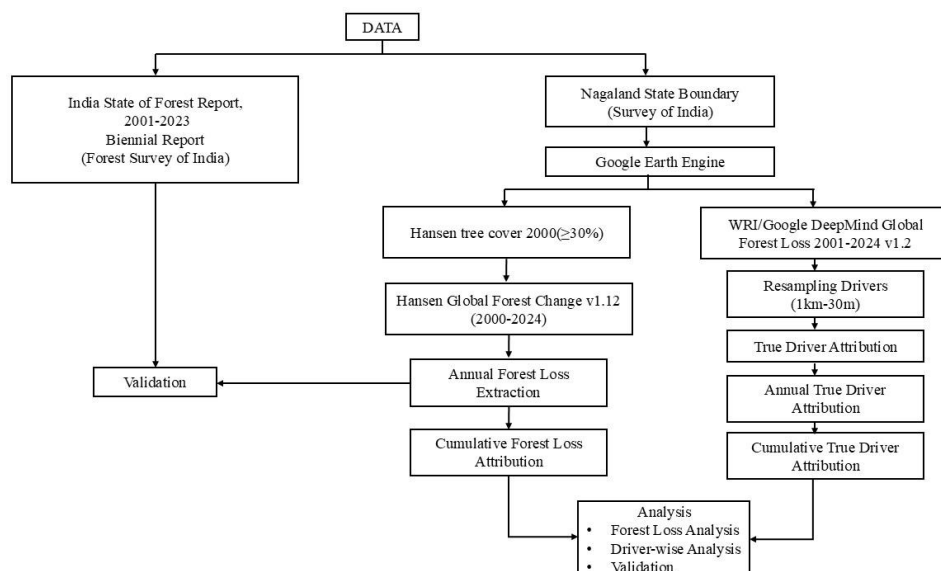 DATA
India State of Forest Report,
2001-2023
Biennial Report
(Forest Survey of India)
Nagaland State Boundary
(Survey of India)
Google Earth Engine
Hansen tree cover 2000(≥30%)
WRI/Google DeepMind Global
Forest Loss 2001-2024 v1.2
Hansen Global Forest Change v1.12
(2000-2024)
Resampling Drivers
(1km-30m)
True Driver Attribution
Validation
Annual Forest Loss
Extraction
Annual True Driver
Attribution
Cumulative Forest Loss
Attribution
Cumulative True Driver
Attribution
Analysis
• Forest Loss Analysis
• Driver-wise Analysis
• Validation